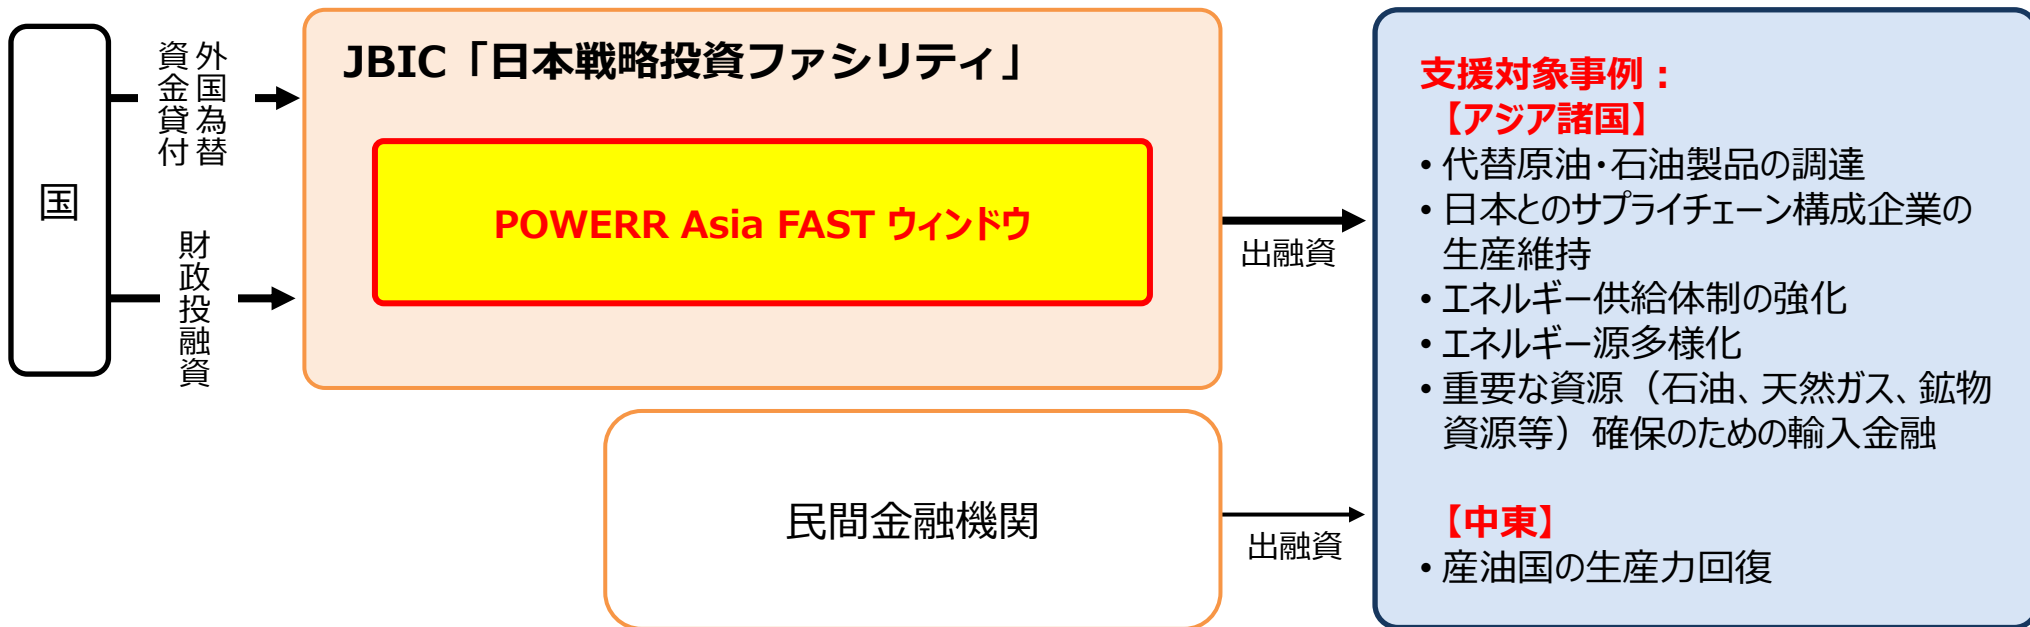 国
外国為替
資金貸付
財政投融資
JBIC「日本戦略投資ファシリティ」
POWERR Asia FAST ウィンドウ
出融資
民間金融機関
出融資
支援対象事例：
【アジア諸国】
• 代替原油・石油製品の調達
• 日本とのサプライチェーン構成企業の
生産維持
• エネルギー供給体制の強化
• エネルギー源多様化
• 重要な資源（石油、天然ガス、鉱物
資源等）確保のための輸入金融
【中東】
• 産油国の生産力回復